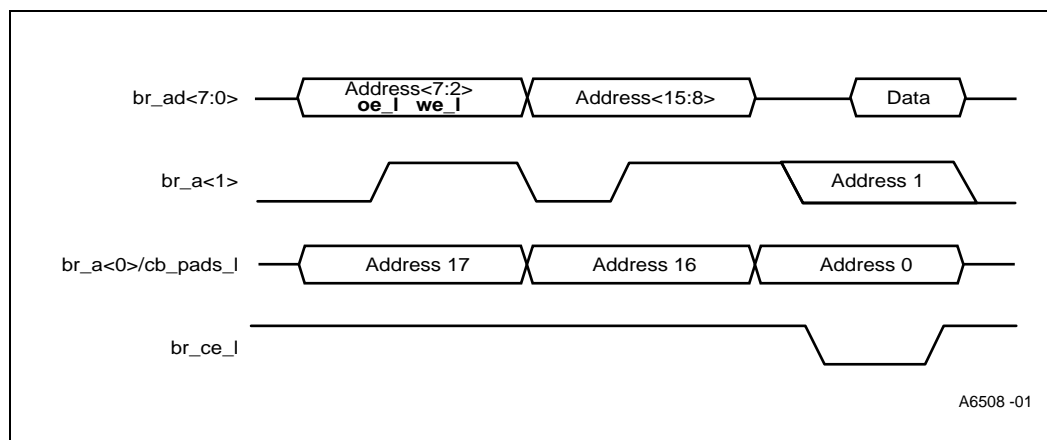 br_ad<7:0>
Address<7:2>
oe_l we_l
Address<15:8>
Data
br_a<1>
Address 1
br_a<0>/cb_pads_l
Address 17
Address 16
Address 0
br_ce_l
A6508 -01